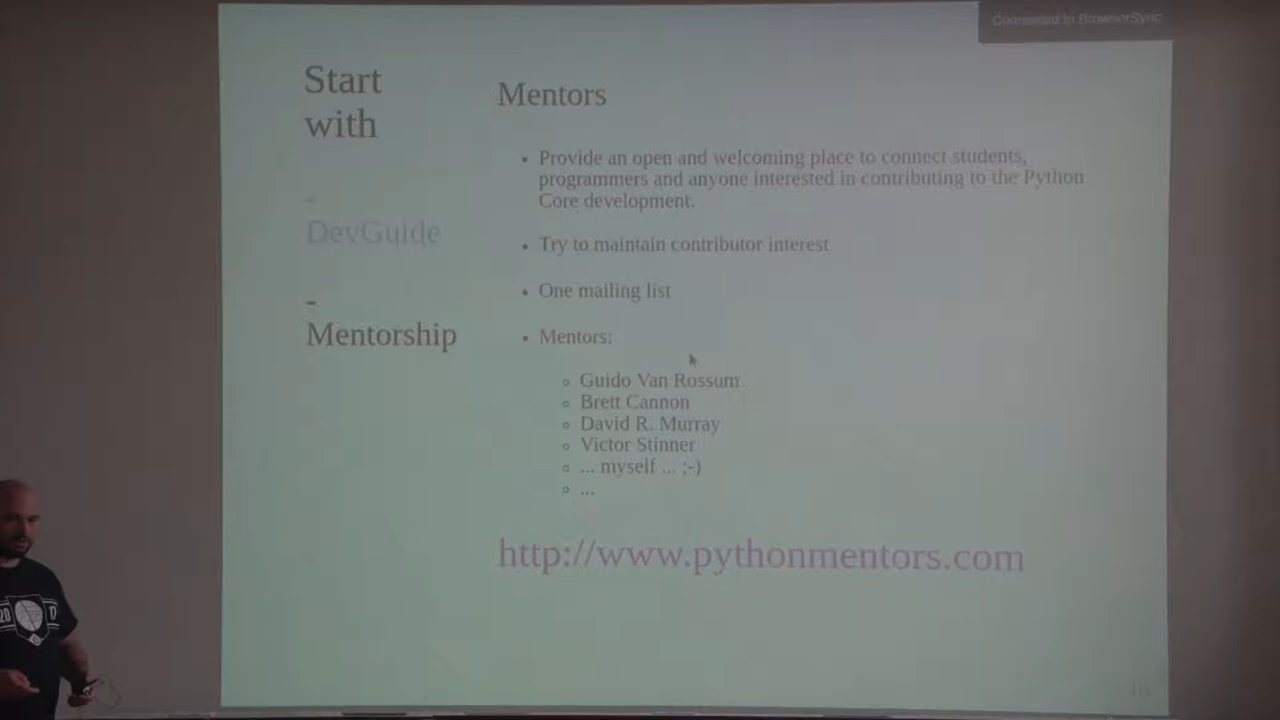 Connected to BrowserSync
Start
with
-
DevGuide
-
Mentorship
Mentors
• Provide an open and welcoming place to connect students,
programmers and anyone interested in contributing to the Python
Core development.
• Try to maintain contributor interest
• One mailing list
• Mentors:
◦ Guido Van Rossum
◦ Brett Cannon
◦ David R. Murray
◦ Victor Stinner
◦ ... myself ... ;-)
◦ ...
http://www.pythonmentors.com
20 17